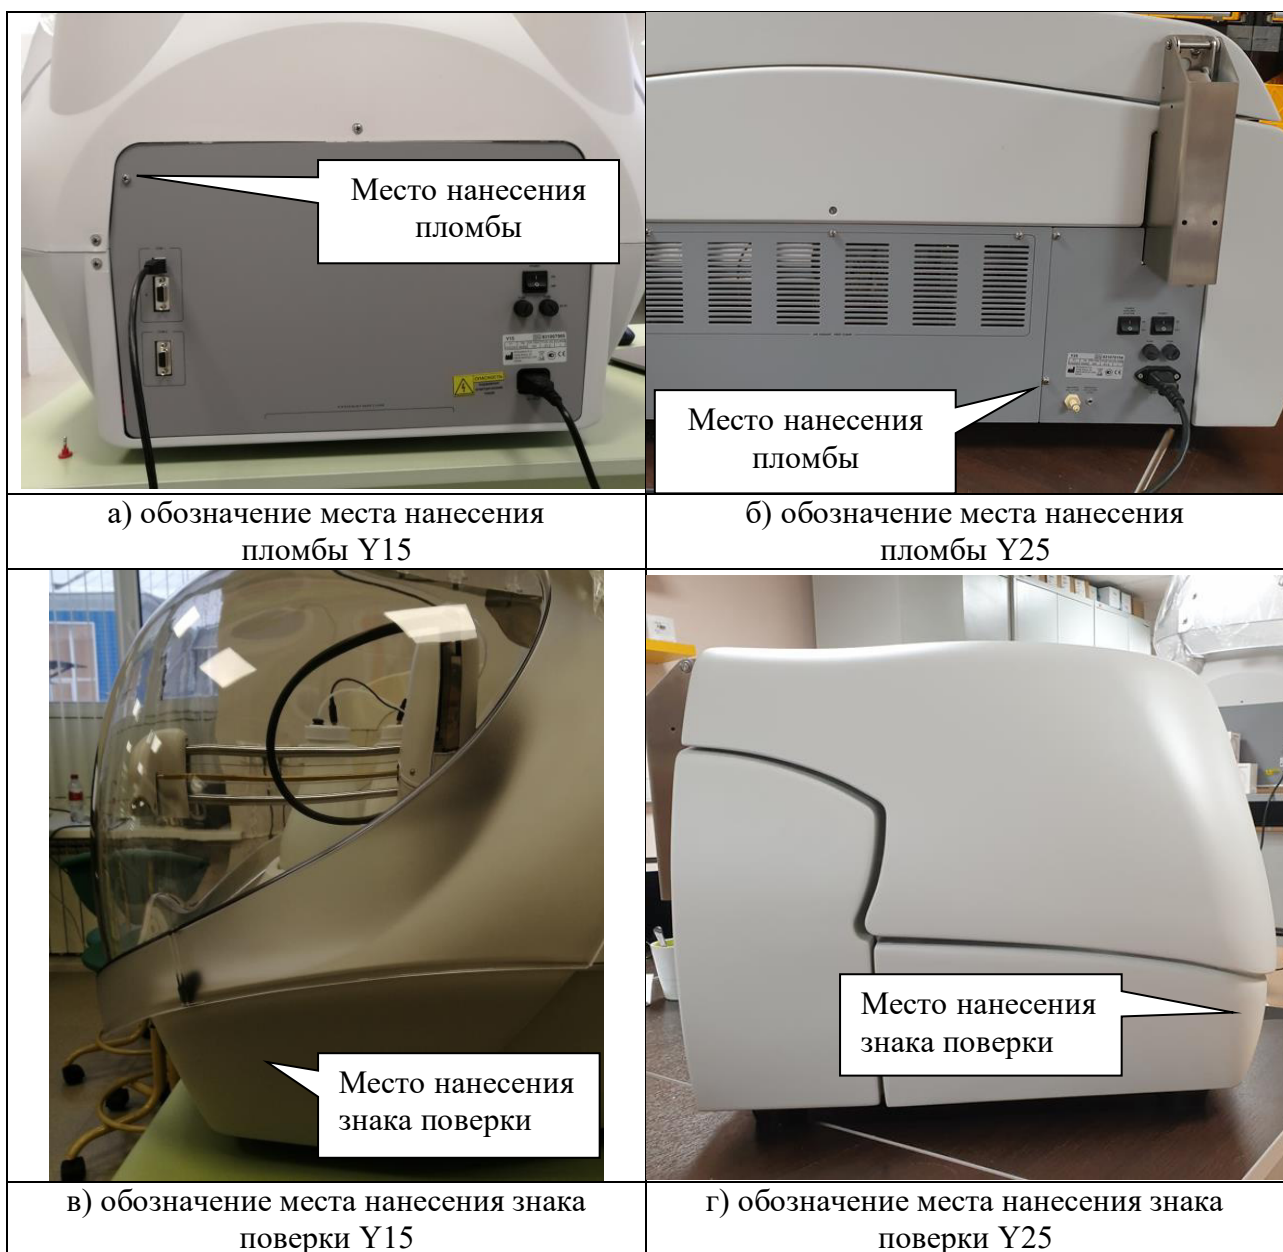 Место нанесения
пломбы
Место нанесения
пломбы
а) обозначение места нанесения
пломбы Y15
б) обозначение места нанесения
пломбы Y25
Место нанесения
знака поверки
Место нанесения
знака поверки
в) обозначение места нанесения знака
поверки Y15
г) обозначение места нанесения знака
поверки Y25